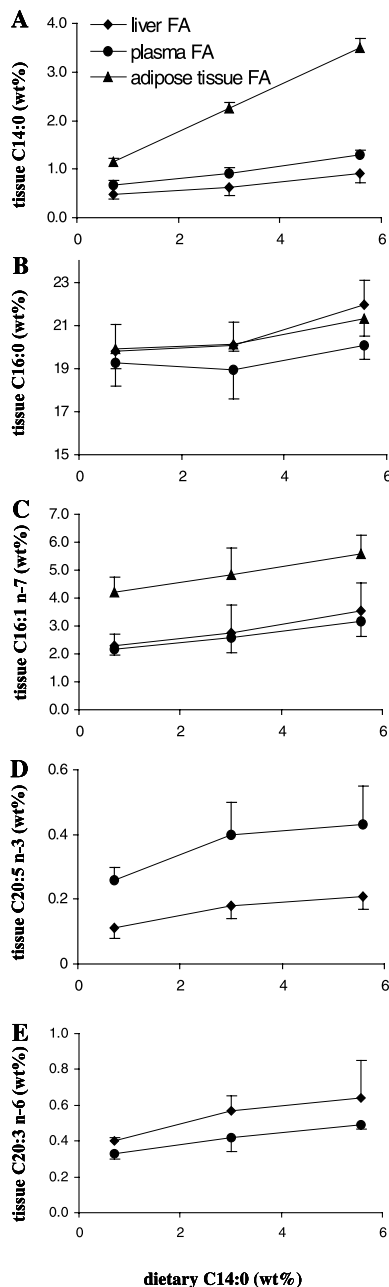 A
liver FA
plasma FA
adipose tissue FA
tissue C14:0 (wt%)
4.0
3.0
2.0
1.0
0.0
0 2 4 6
B
tissue C16:0 (wt%)
23
21
19
17
15
0 2 4 6
C
tissue C16:1 n-7 (wt%)
7.0
6.0
5.0
4.0
3.0
2.0
1.0
0.0
0 2 4 6
D
tissue C20:5 n-3 (wt%)
0.6
0.4
0.2
0
0 2 4 6
E
tissue C20:3 n-6 (wt%)
1.0
0.8
0.6
0.4
0.2
0.0
0 2 4 6
dietary C14:0 (wt%)